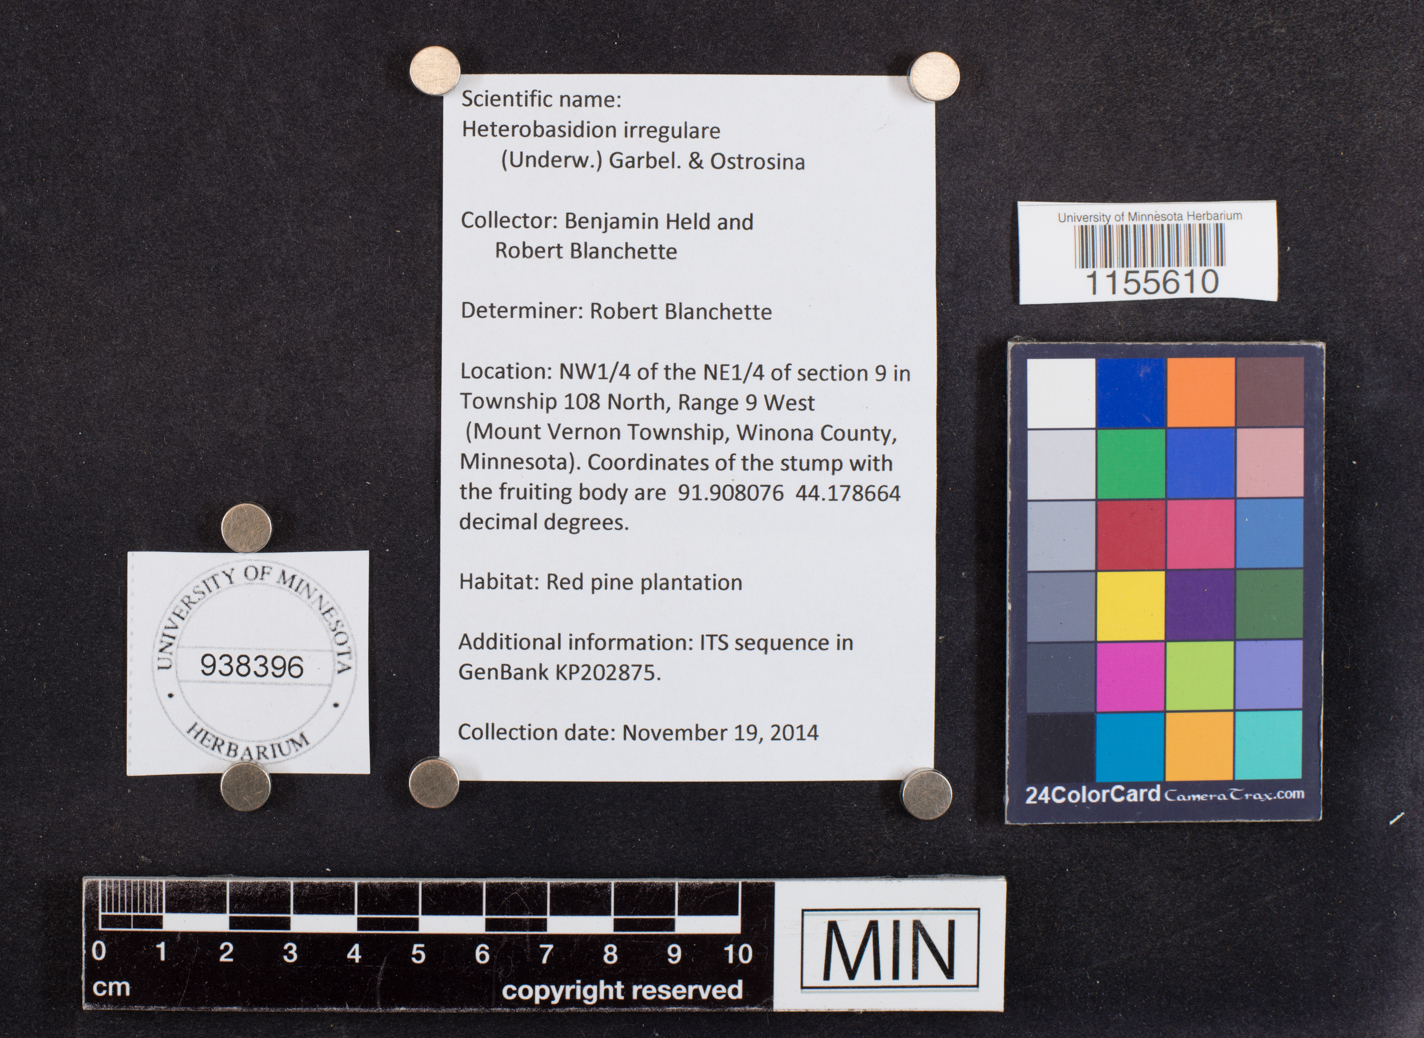 Scientific name:
Heterobasidion irregulare
(Underw.) Garbel. & Ostrosina
Collector: Benjamin Held and
Robert Blanchette
Determiner: Robert Blanchette
Location: NW1/4 of the NE1/4 of section 9 in
Township 108 North, Range 9 West
(Mount Vernon Township, Winona County,
Minnesota). Coordinates of the stump with
the fruiting body are 91.908076 44.178664
decimal degrees.
Habitat: Red pine plantation
Additional information: ITS sequence in
GenBank KP202875.
Collection date: November 19, 2014
University of Minnesota Herbarium
1155610
UNIVERSITY OF MINNESOTA
938396
HERBARIUM
24ColorCard CameraTrax.com
0 1 2 3 4 5 6 7 8 9 10
cm
copyright reserved
MIN